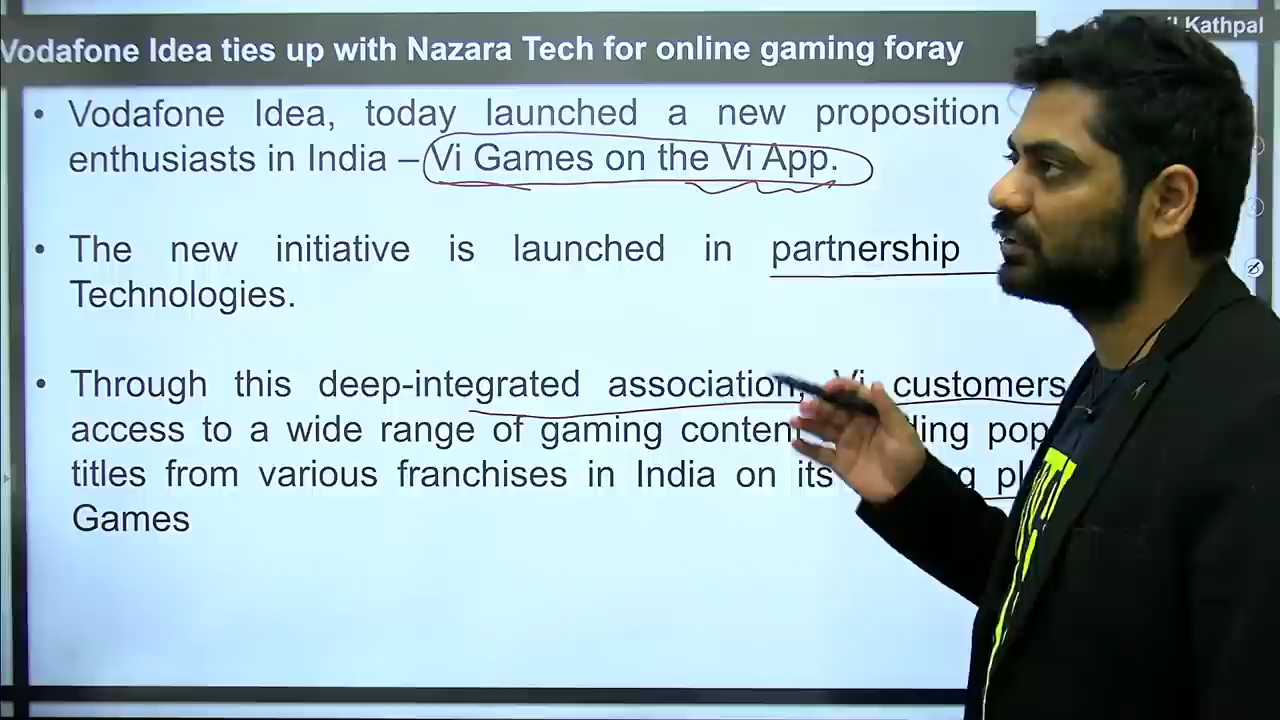 Vodafone Idea ties up with Nazara Tech for online gaming foray
Kathpal
• Vodafone Idea, today launched a new proposition
enthusiasts in India – Vi Games on the Vi App.
• The new initiative is launched in partnership
Technologies.
• Through this deep-integrated association, Vi customers
access to a wide range of gaming content
titles from various franchises in India on its
Games